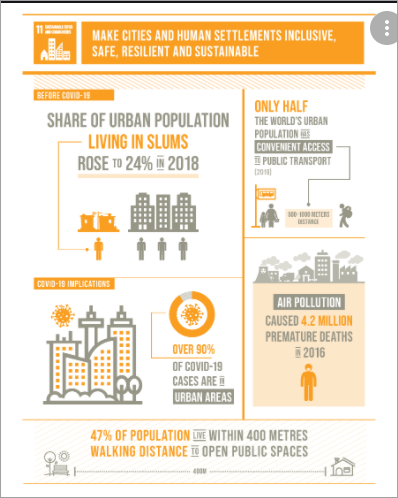 11 SUSTAINABLE CITIES AND COMMUNITIES
MAKE CITIES AND HUMAN SETTLEMENTS INCLUSIVE,
SAFE, RESILIENT AND SUSTAINABLE
BEFORE COVID-19
SHARE OF URBAN POPULATION
LIVING IN SLUMS
ROSE TO 24% IN 2018
ONLY HALF
THE WORLD'S URBAN
POPULATION HAS
CONVENIENT ACCESS
TO PUBLIC TRANSPORT
(2019)
500-1000 METERS
DISTANCE
COVID-19 IMPLICATIONS
OVER 90%
OF COVID-19
CASES ARE IN
URBAN AREAS
AIR POLLUTION
CAUSED 4.2 MILLION
PREMATURE DEATHS
IN 2016
47% OF POPULATION LIVE WITHIN 400 METRES
WALKING DISTANCE TO OPEN PUBLIC SPACES
400M